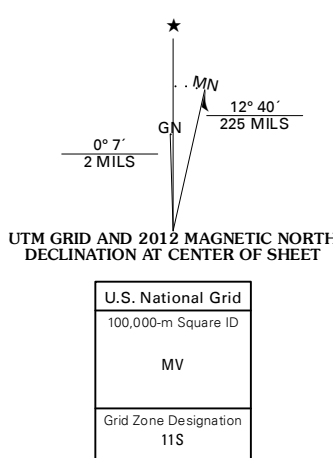 ★
MN
GN
12° 40´
225 MILS
0° 7´
2 MILS
UTM GRID AND 2012 MAGNETIC NORTH
DECLINATION AT CENTER OF SHEET
U.S. National Grid
100,000-m Square ID
MV
Grid Zone Designation
11S